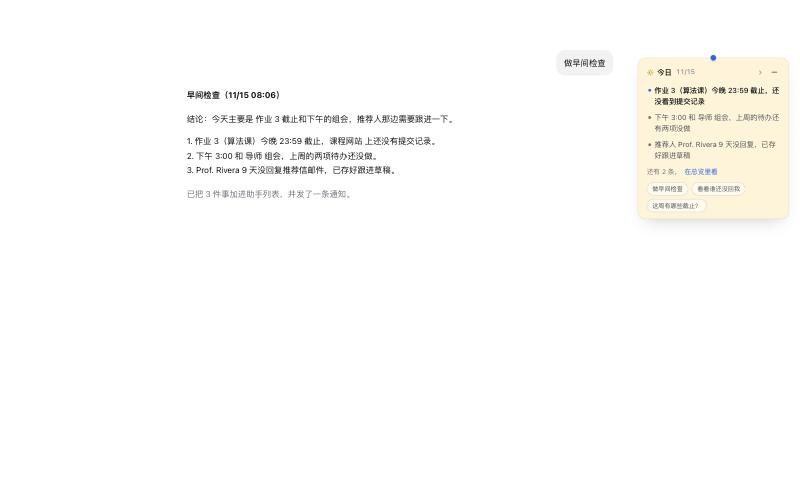 做早间检查
早间检查（11/15 08:06）
结论：今天主要是 作业 3 截止和下午的组会，推荐人那边需要跟进一下。
1. 作业 3（算法课）今晚 23:59 截止，课程网站 上还没有提交记录。
2. 下午 3:00 和 导师 组会，上周的两项待办还没做。
3. Prof. Rivera 9 天没回复推荐信邮件，已存好跟进草稿。
已把 3 件事加进助手列表，并发了一条通知。
今日 11/15
作业 3（算法课）今晚 23:59 截止，还
没看到提交记录
下午 3:00 和 导师 组会，上周的待办还
有两项没做
推荐人 Prof. Rivera 9 天没回复，已存
好跟进草稿
还有 2 条， 在总览里看
做早间检查 看看谁还没回我
这周有哪些截止？